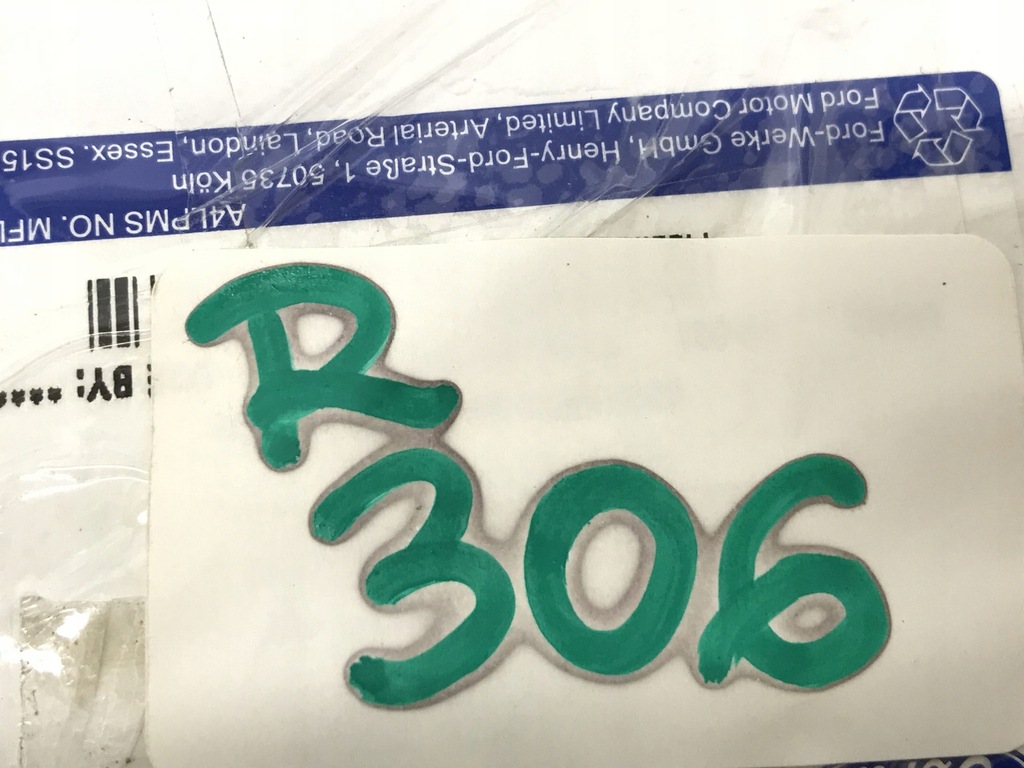 Ford Motor Company Limited, Arterial Road, Laindon, Essex. SS15
Ford-Werke GmbH, Henry-Ford-Straße 1, 50735 Köln
A4LPMS NO. MFL
BY: *****
R
306